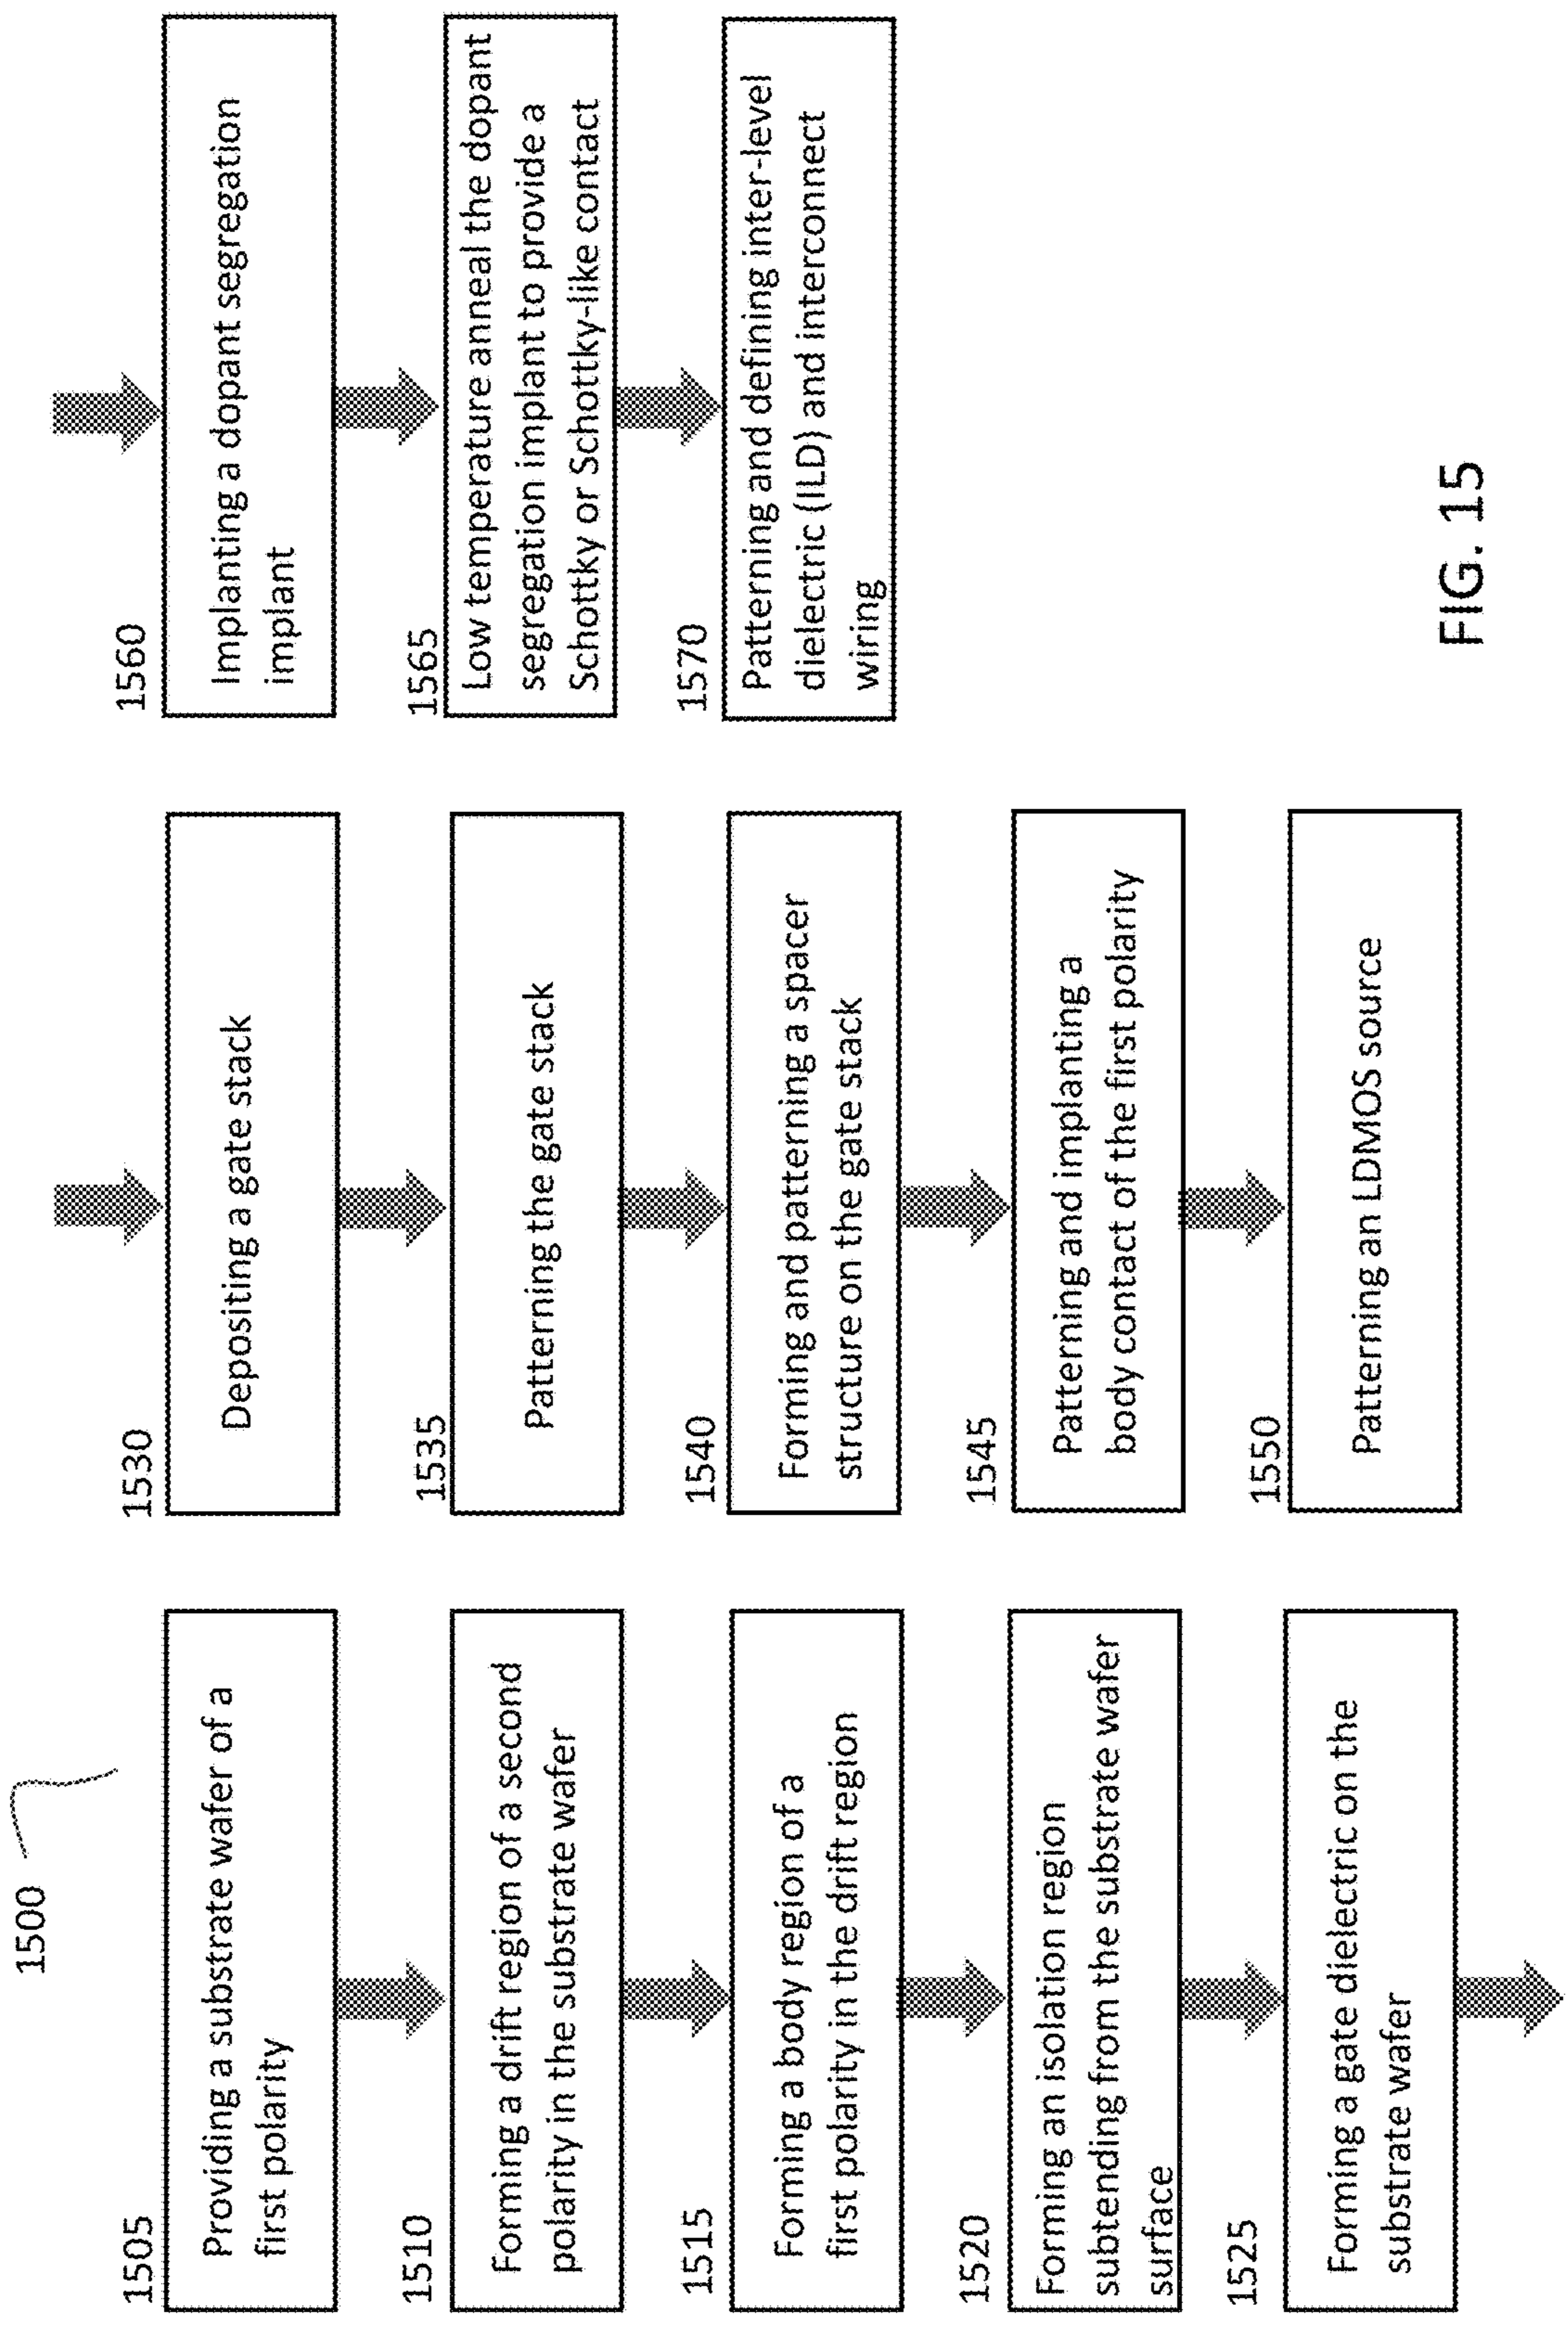 1500
1505
Providing a substrate wafer of a
first polarity
1510
Forming a drift region of a second
polarity in the substrate wafer
1515
Forming a body region of a
first polarity in the drift region
1520
Forming an isolation region
subtending from the substrate wafer
surface
1525
Forming a gate dielectric on the
substrate wafer
1530
Depositing a gate stack
1535
Patterning the gate stack
1540
Forming and patterning a spacer
structure on the gate stack
1545
Patterning and implanting a
body contact of the first polarity
1550
Patterning an LDMOS source
1560
Implanting a dopant segregation
implant
1565
Low temperature anneal the dopant
segregation implant to provide a
Schottky or Schottky-like contact
1570
Patterning and defining inter-level
dielectric (ILD) and interconnect
wiring
FIG. 15